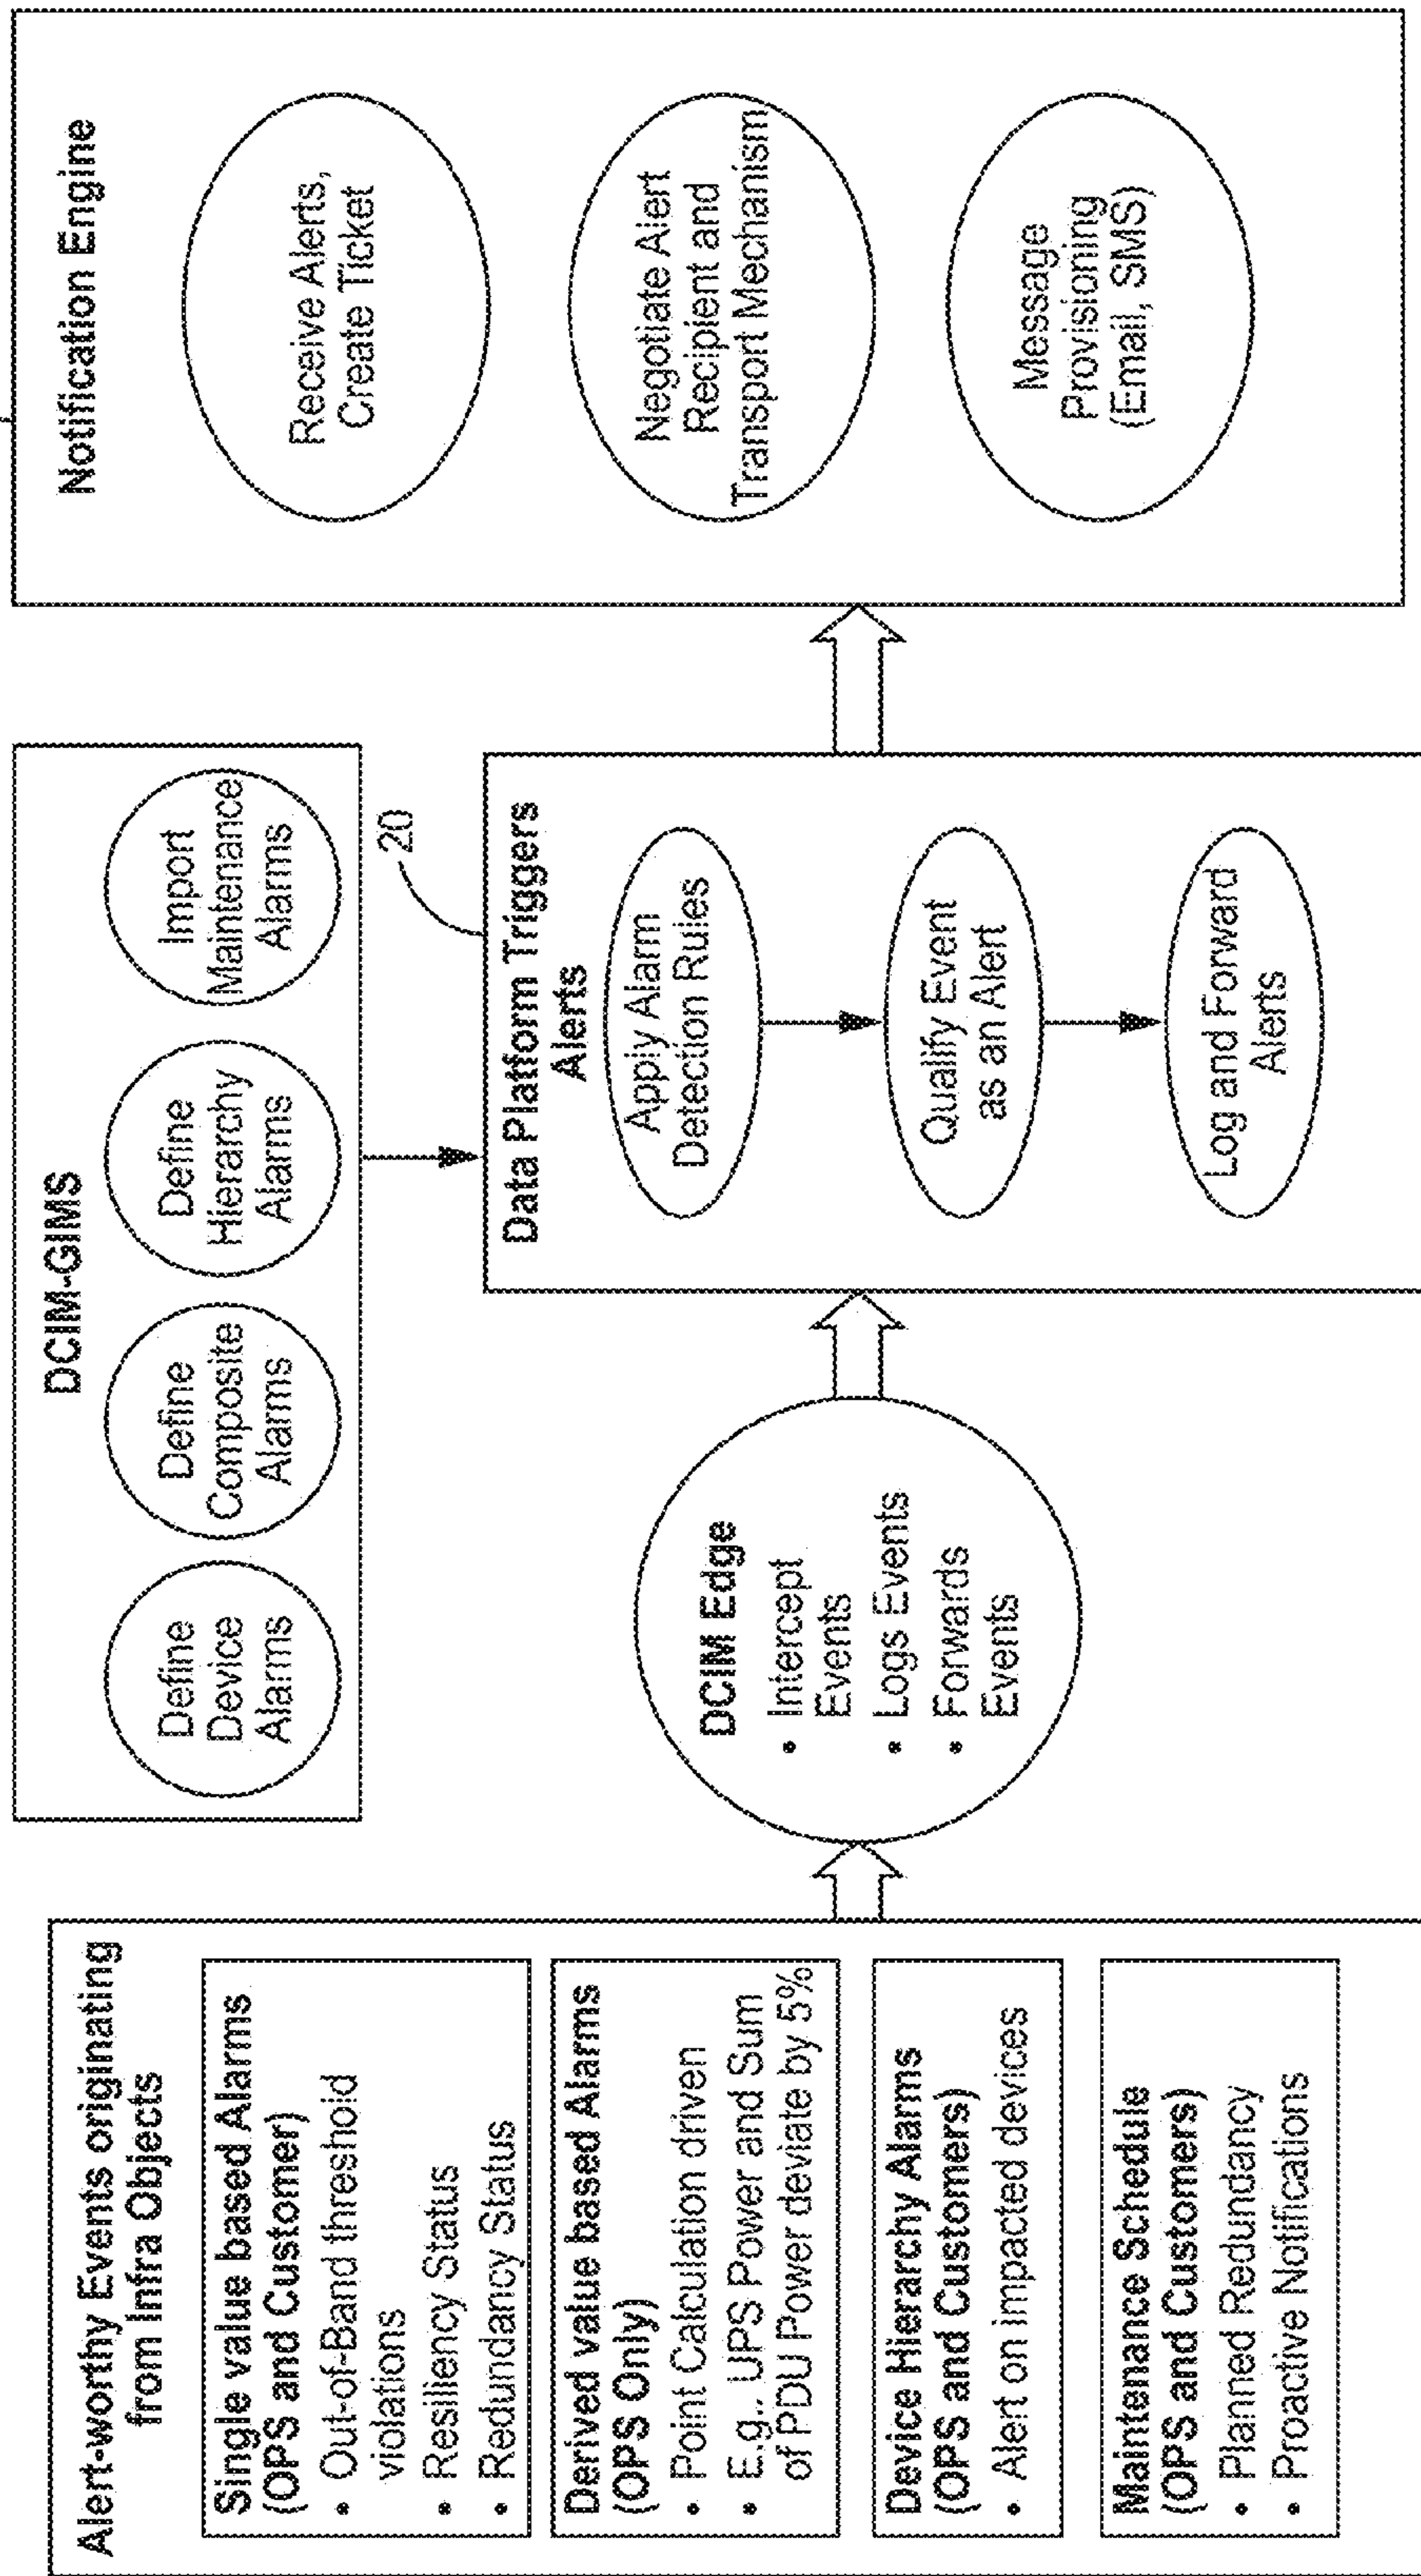 Alert-worthy Events originating
from Infra Objects
Single value based Alarms
(OPS and Customer)
• Out-of-Band threshold
violations
• Resiliency Status
• Redundancy Status
Derived value based Alarms
(OPS Only)
• Point Calculation driven
• E.g.. UPS Power and Sum
of PDU Power deviate by 5%
Device Hierarchy Alarms
(OPS and Customers)
• Alert on impacted devices
Maintenance Schedule
(OPS and Customers)
• Planned Redundancy
• Proactive Notifications
DCIM-GIMS
Define
Device
Alarms
Define
Composite
Alarms
Define
Hierarchy
Alarms
Import
Maintenance
Alarms
DCIM Edge
• Intercept
Events
• Logs Events
• Forwards
Events
20
Data Platform Triggers
Alerts
Apply Alarm
Detection Rules
Qualify Event
as an Alert
Log and Forward
Alerts
Notification Engine
Receive Alerts,
Create Ticket
Negotiate Alert
Recipient and
Transport Mechanism
Message
Provisioning
(Email, SMS)